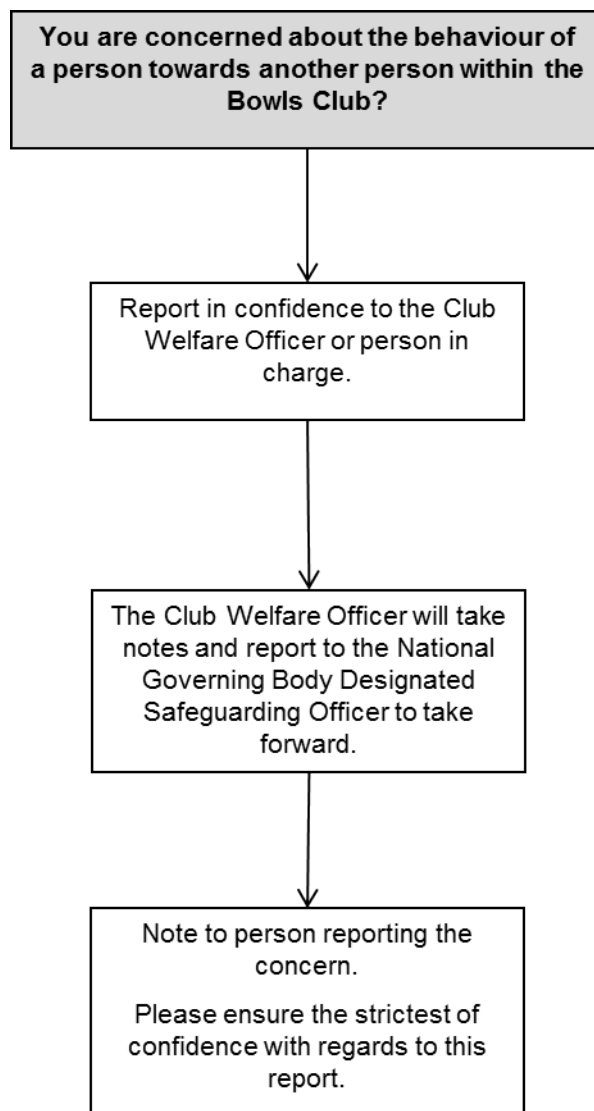 You are concerned about the behaviour of
a person towards another person within the
Bowls Club?
Report in confidence to the Club
Welfare Officer or person in
charge.
The Club Welfare Officer will take
notes and report to the National
Governing Body Designated
Safeguarding Officer to take
forward.
Note to person reporting the
concern.
Please ensure the strictest of
confidence with regards to this
report.